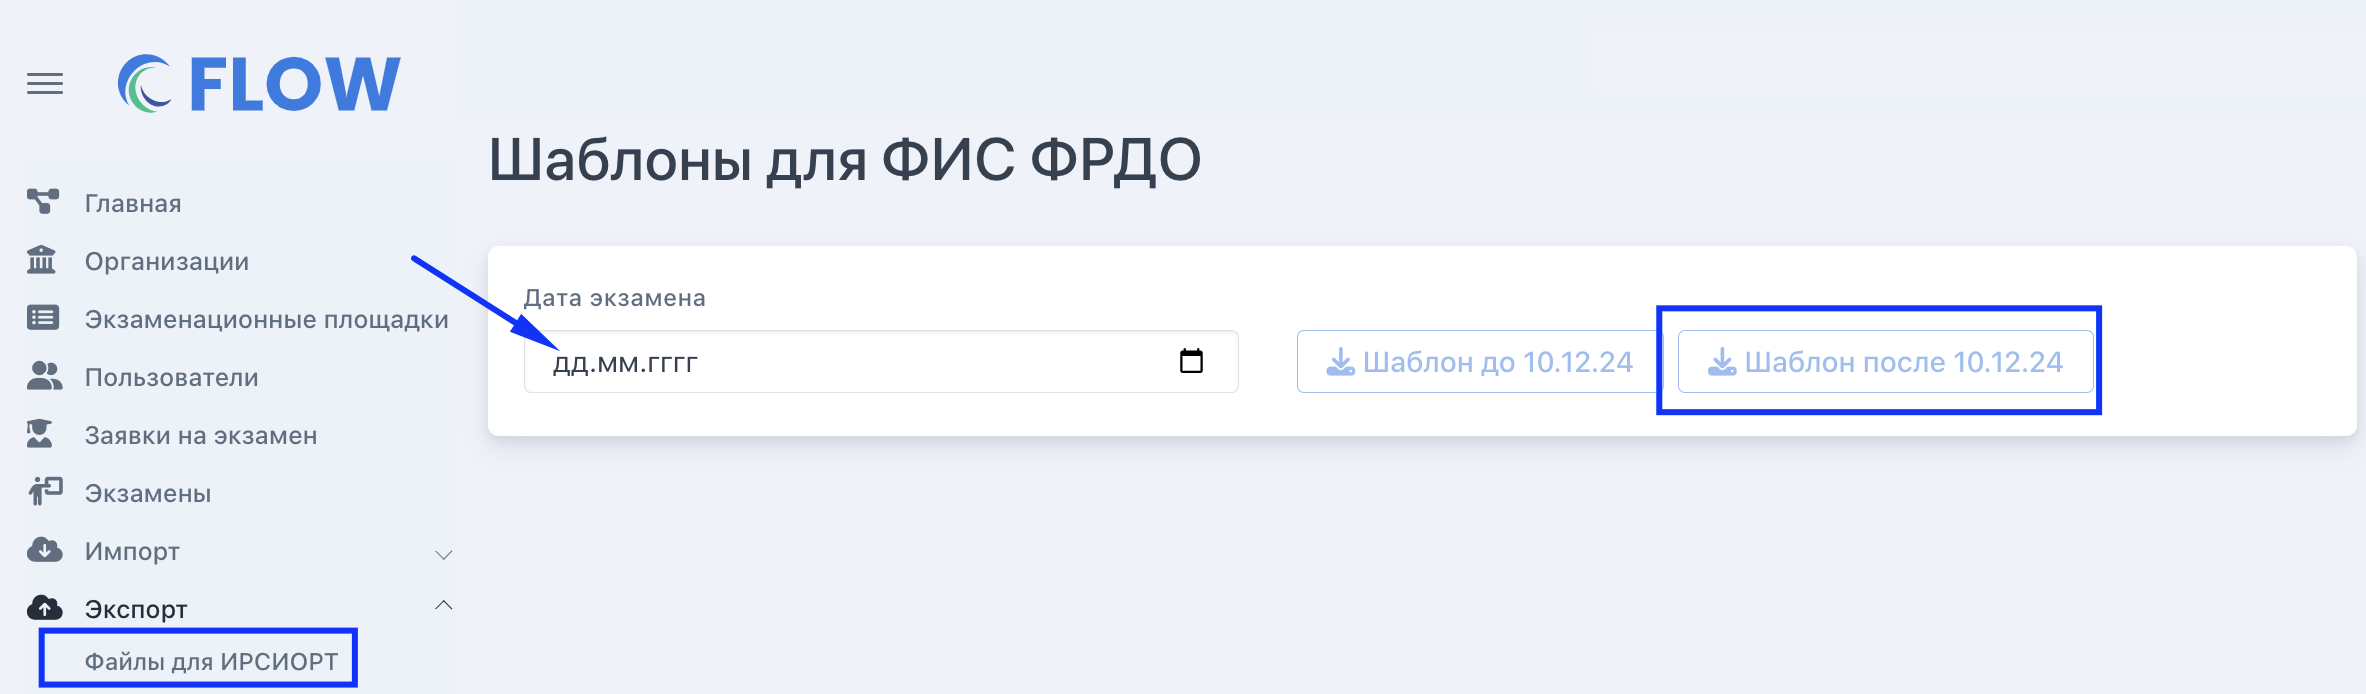 FLOW
Главная
Организации
Экзаменационные площадки
Пользователи
Заявки на экзамен
Экзамены
Импорт
Экспорт
Файлы для ИРСИОРТ
Шаблоны для ФИС ФРДО
Дата экзамена
дд.мм.гггг
Шаблон до 10.12.24
Шаблон после 10.12.24